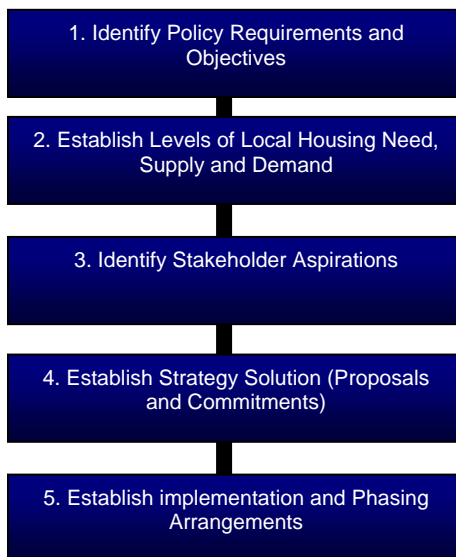 1. Identify Policy Requirements and
Objectives
2. Establish Levels of Local Housing Need,
Supply and Demand
3. Identify Stakeholder Aspirations
4. Establish Strategy Solution (Proposals
and Commitments)
5. Establish implementation and Phasing
Arrangements